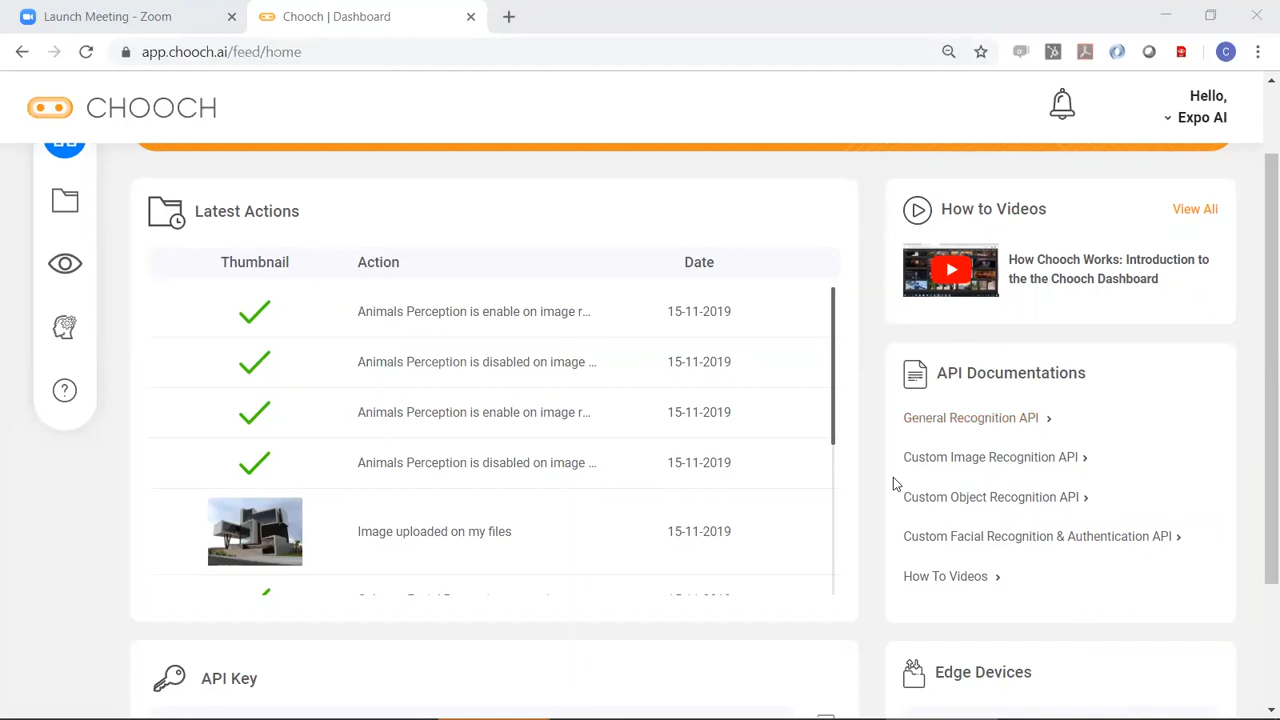 Launch Meeting - Zoom
Chooch | Dashboard
app.chooch.ai/feed/home
C
CHOOCH
Hello,
Expo AI
Latest Actions
Thumbnail Action Date
Animals Perception is enable on image r... 15-11-2019
Animals Perception is disabled on image ... 15-11-2019
Animals Perception is enable on image r... 15-11-2019
Animals Perception is disabled on image ... 15-11-2019
Image uploaded on my files 15-11-2019
API Key
How to Videos View All
How Chooch Works: Introduction to
the the Chooch Dashboard
API Documentations
General Recognition API
Custom Image Recognition API
Custom Object Recognition API
Custom Facial Recognition & Authentication API
How To Videos
Edge Devices